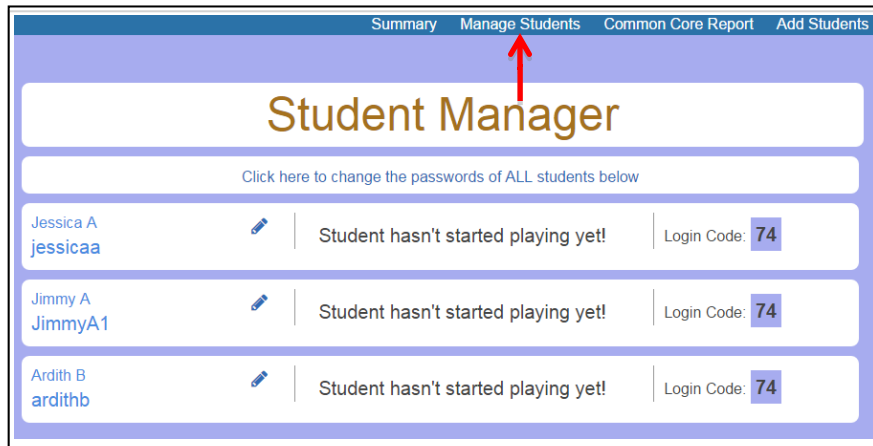 Summary Manage Students Common Core Report Add Students
Student Manager
Click here to change the passwords of ALL students below
Jessica A
jessicaa
Student hasn't started playing yet!
Login Code: 74
Jimmy A
JimmyA1
Student hasn't started playing yet!
Login Code: 74
Ardith B
ardithb
Student hasn't started playing yet!
Login Code: 74